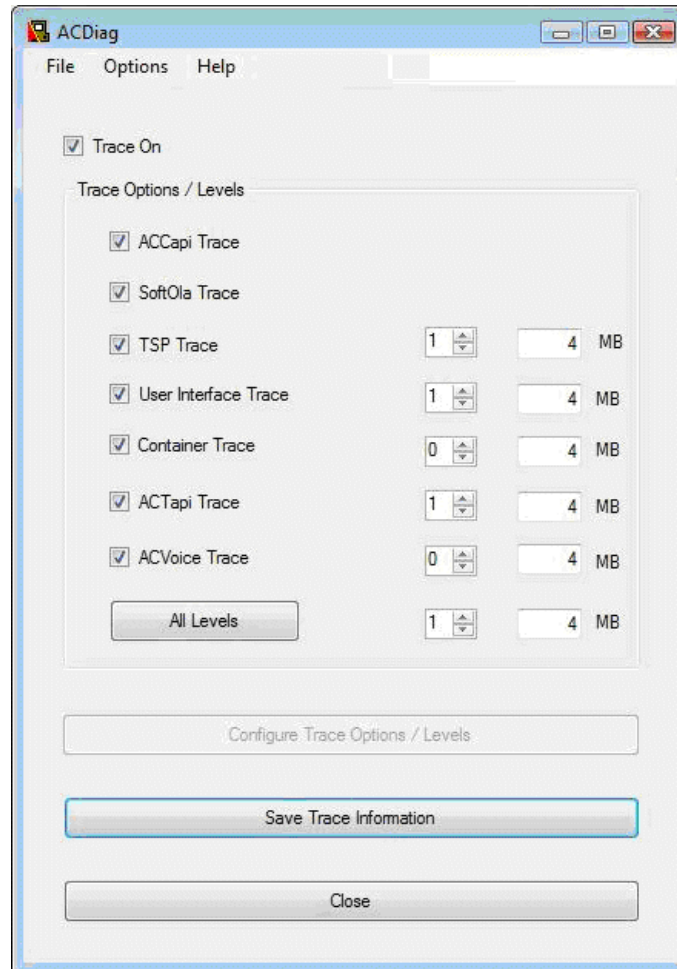 ACDiag
File Options Help
Trace On
Trace Options / Levels
ACCapi Trace
SoftOla Trace
TSP Trace 1 4 MB
User Interface Trace 1 4 MB
Container Trace 0 4 MB
ACTapi Trace 1 4 MB
ACVoice Trace 0 4 MB
All Levels 1 4 MB
Configure Trace Options / Levels
Save Trace Information
Close